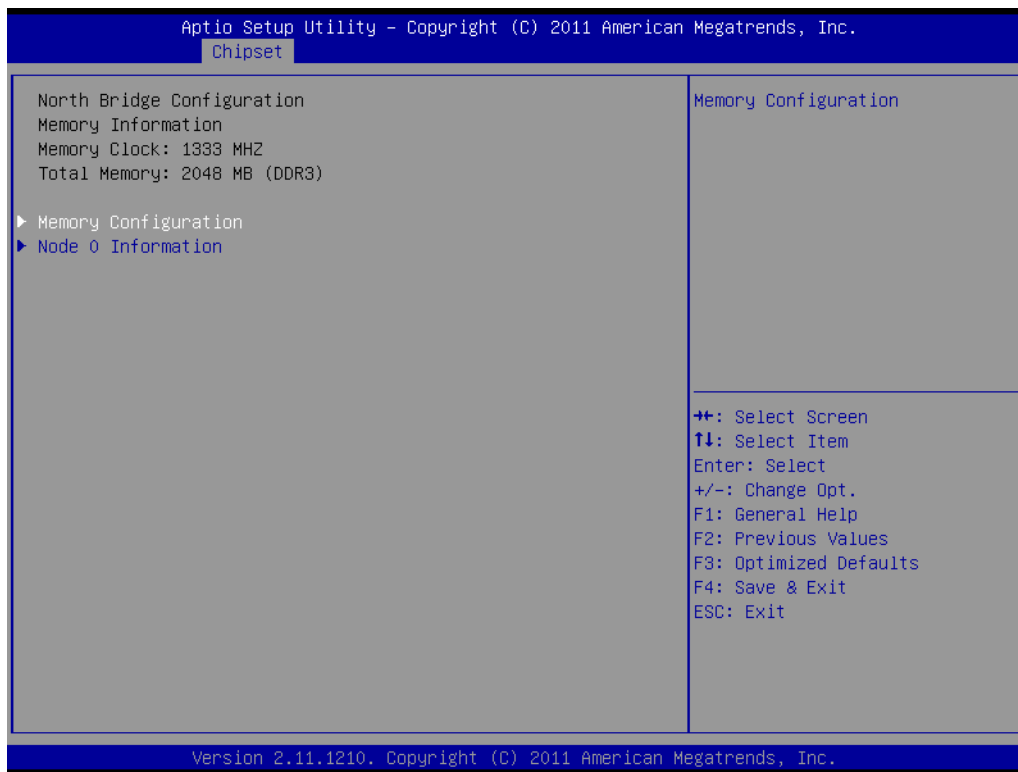 Aptio Setup Utility – Copyright (C) 2011 American Megatrends, Inc.
Chipset
North Bridge Configuration
Memory Information
Memory Clock: 1333 MHZ
Total Memory: 2048 MB (DDR3)
▶ Memory Configuration
▶ Node 0 Information
Memory Configuration
→←: Select Screen
↑↓: Select Item
Enter: Select
+/-: Change Opt.
F1: General Help
F2: Previous Values
F3: Optimized Defaults
F4: Save & Exit
ESC: Exit
Version 2.11.1210. Copyright (C) 2011 American Megatrends, Inc.